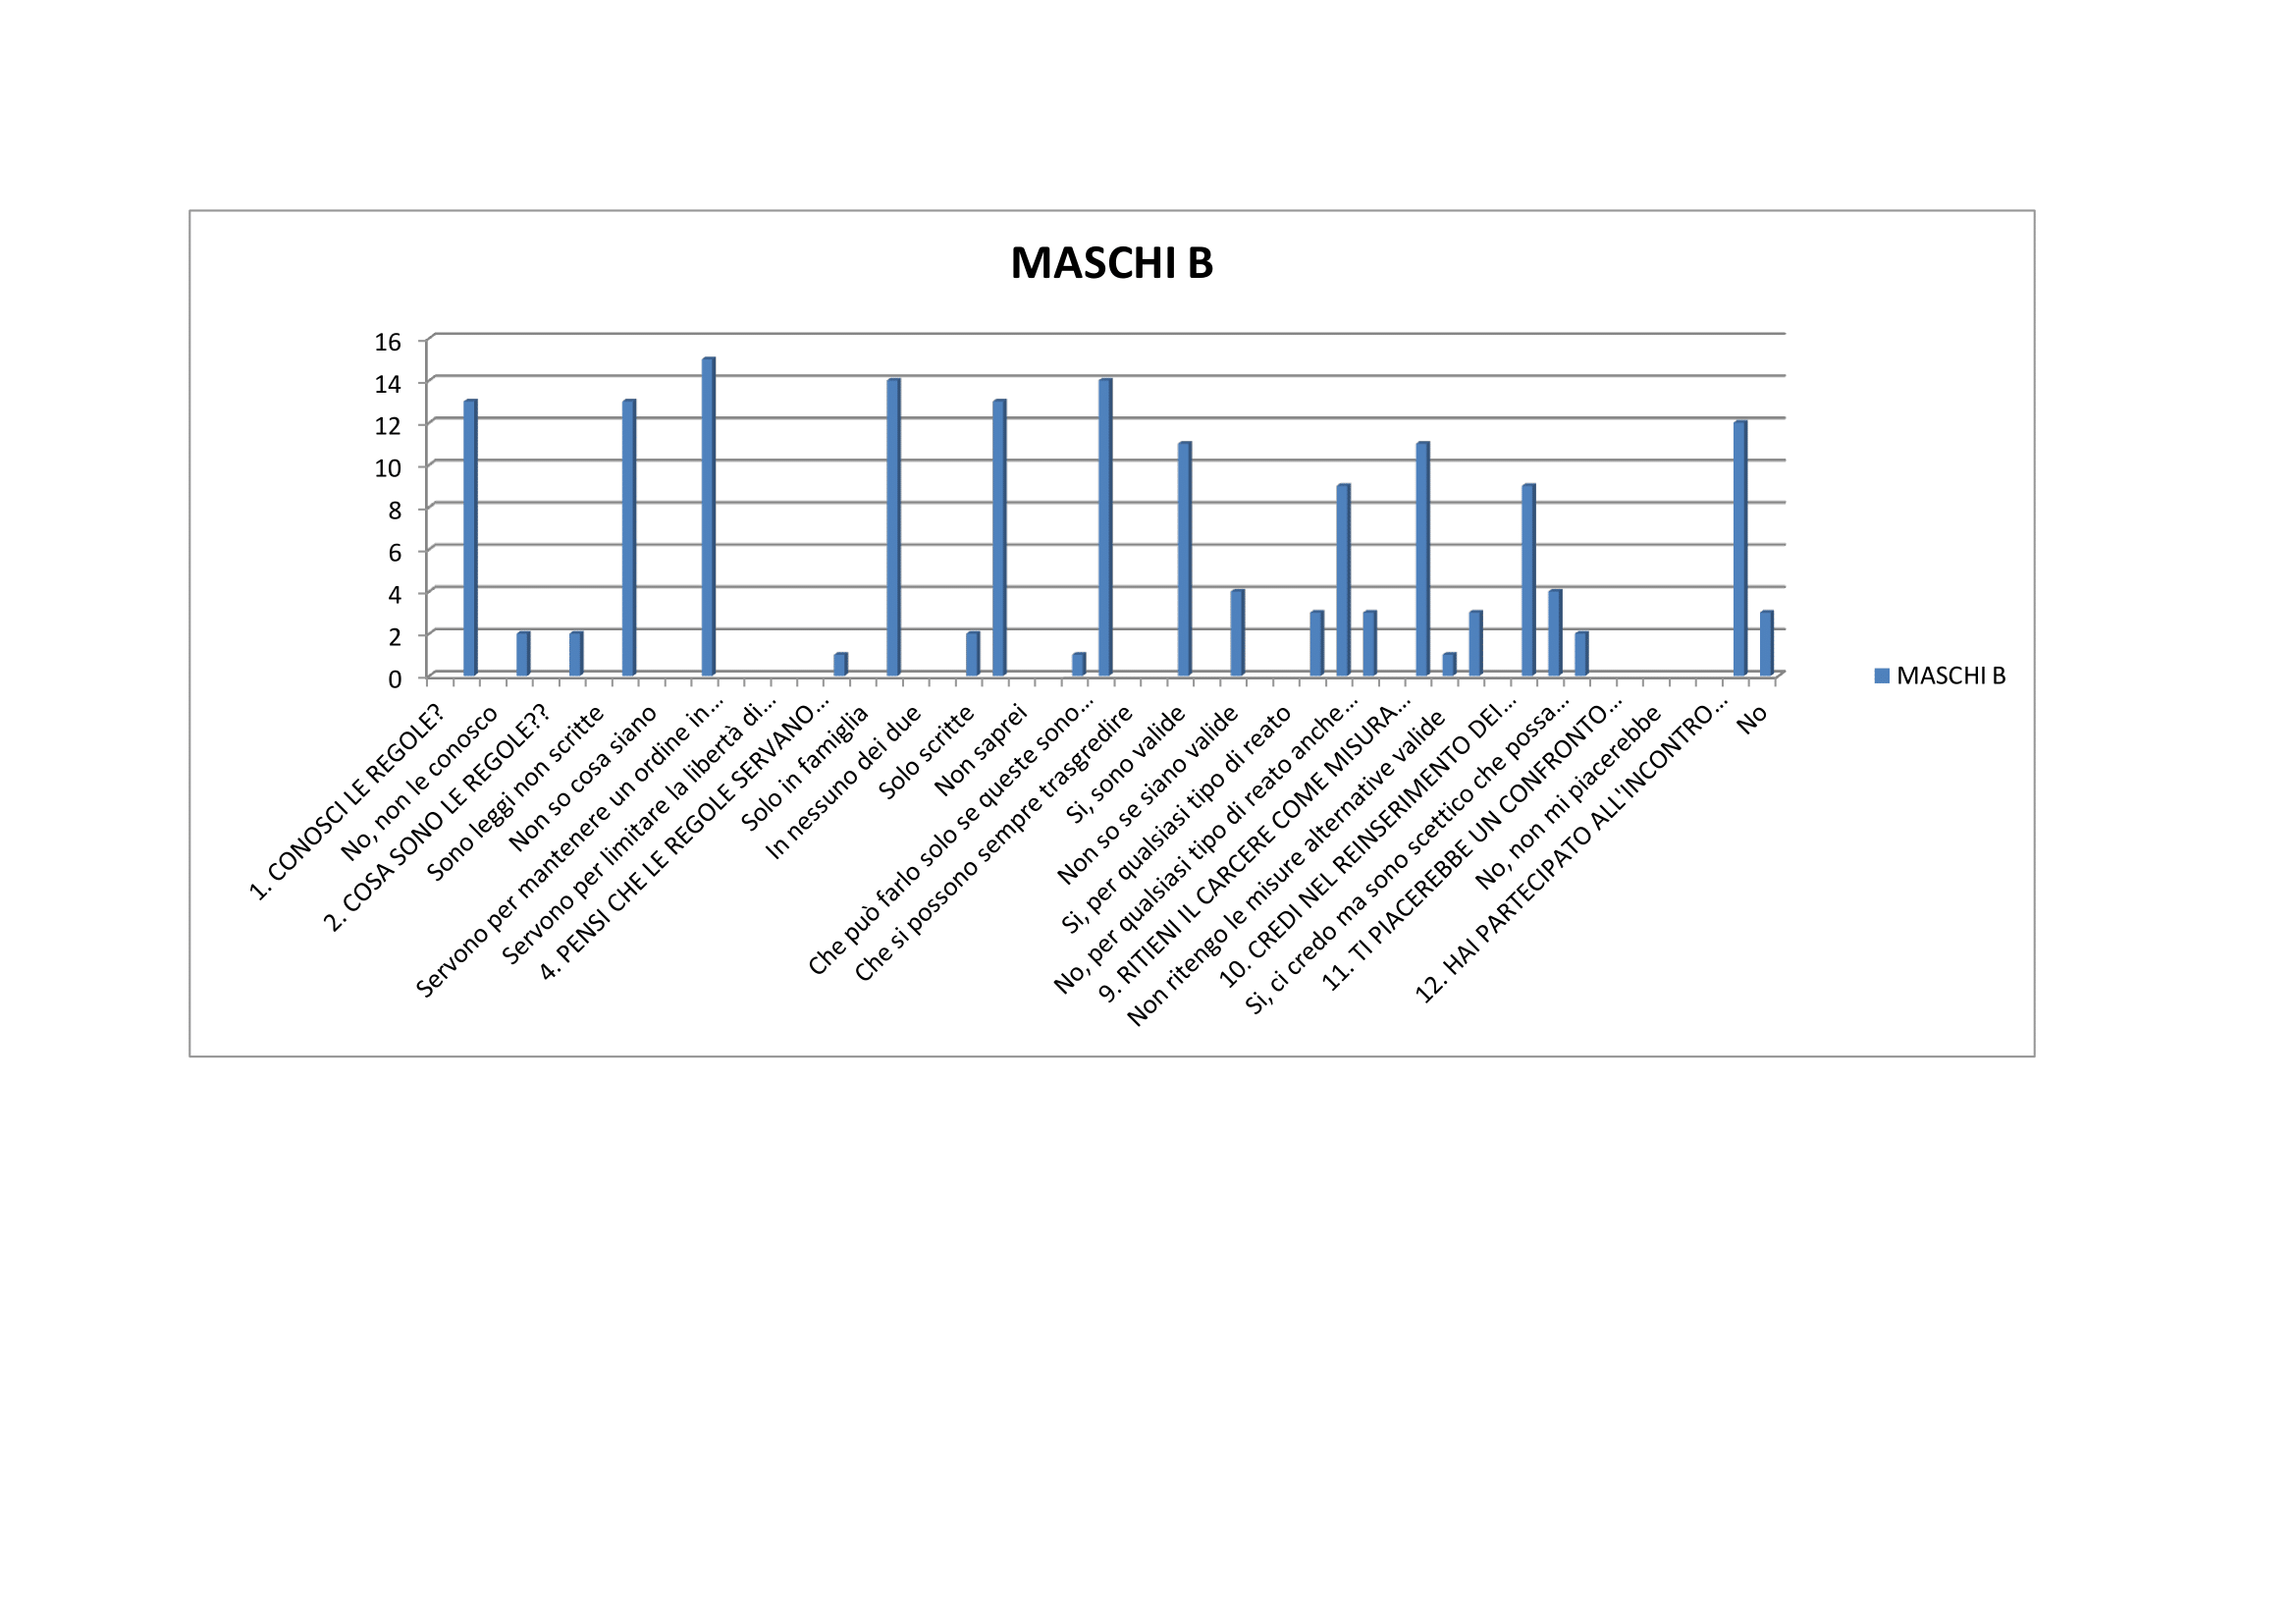 MASCHI B
16
14
12
10
8
6
4
2
0
1. CONOSCI LE REGOLE?
No, non le conosco
2. COSA SONO LE REGOLE??
Sono leggi non scritte
Non so cosa siano
Servono per mantenere un ordine in...
Servono per limitare la libertà di...
4. PENSI CHE LE REGOLE SERVANO...
Solo in famiglia
In nessuno dei due
Solo scritte
Non saprei
Che può farlo solo se queste sono...
Che si possono sempre trasgredire
Si, sono valide
Non so se siano valide
Si, per qualsiasi tipo di reato
No, per qualsiasi tipo di reato anche...
9. RITIENI IL CARCERE COME MISURA...
Non ritengo le misure alternative valide
10. CREDI NEL REINSERIMENTO DEI...
Si, ci credo ma sono scettico che possa...
11. TI PIACEREBBE UN CONFRONTO...
No, non mi piacerebbe
12. HAI PARTECIPATO ALL'INCONTRO...
No
MASCHI B